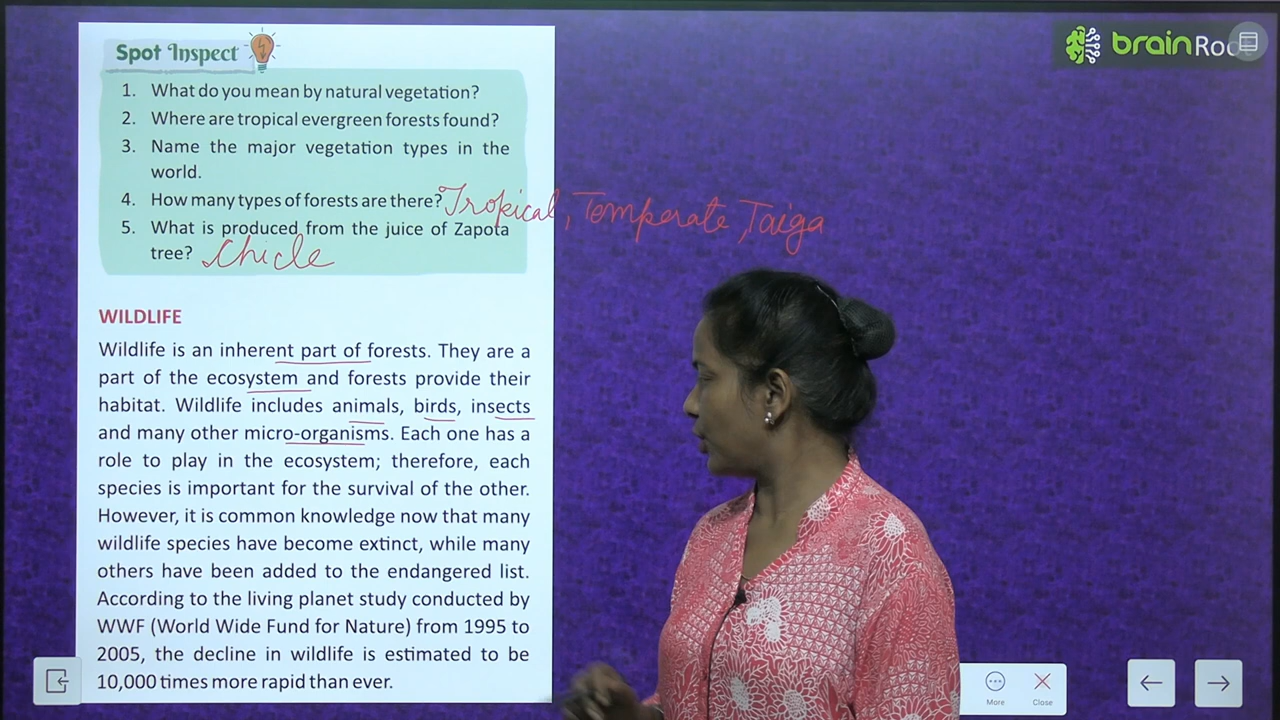 Spot Inspect
brainRoot
1. What do you mean by natural vegetation?
2. Where are tropical evergreen forests found?
3. Name the major vegetation types in the
world.
4. How many types of forests are there? Tropical, Temperate, Taiga
5. What is produced from the juice of Zapota
tree? Chicle
WILDLIFE
Wildlife is an inherent part of forests. They are a
part of the ecosystem and forests provide their
habitat. Wildlife includes animals, birds, insects
and many other micro-organisms. Each one has a
role to play in the ecosystem; therefore, each
species is important for the survival of the other.
However, it is common knowledge now that many
wildlife species have become extinct, while many
others have been added to the endangered list.
According to the living planet study conducted by
WWF (World Wide Fund for Nature) from 1995 to
2005, the decline in wildlife is estimated to be
10,000 times more rapid than ever.
More Close